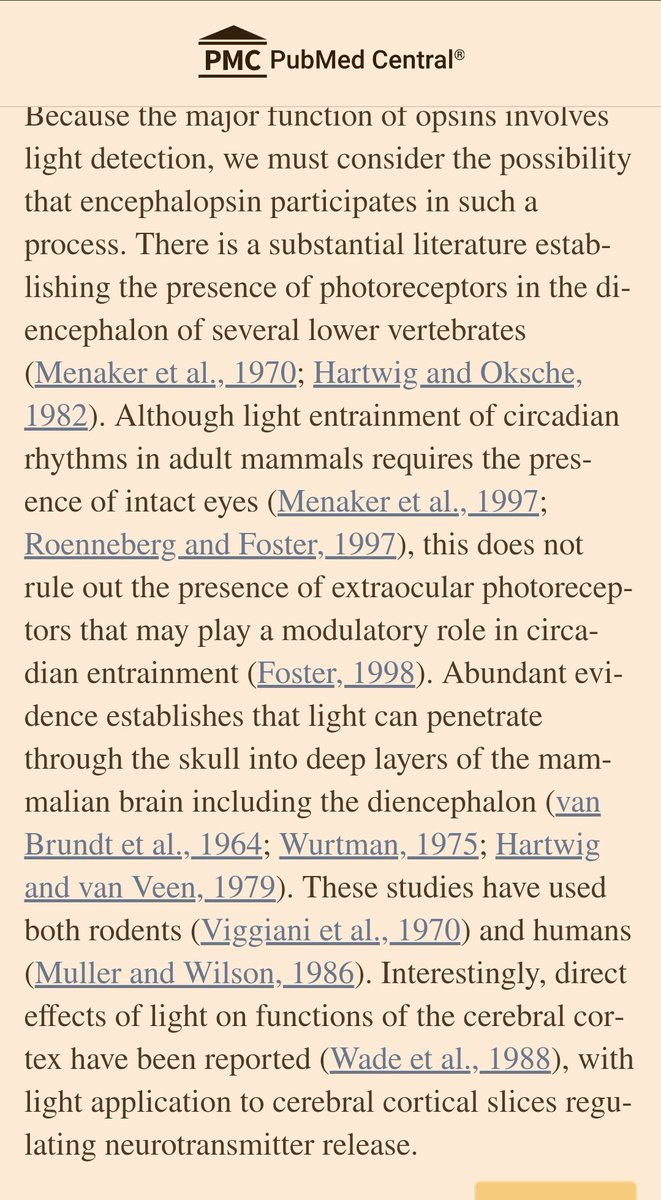 PMC PubMed Central®
Because the major function of opsins involves
light detection, we must consider the possibility
that encephalopsin participates in such a
process. There is a substantial literature estab-
lishing the presence of photoreceptors in the di-
encephalon of several lower vertebrates
(Menaker et al., 1970; Hartwig and Oksche,
1982). Although light entrainment of circadian
rhythms in adult mammals requires the pres-
ence of intact eyes (Menaker et al., 1997;
Roenneberg and Foster, 1997), this does not
rule out the presence of extraocular photorecep-
tors that may play a modulatory role in circa-
dian entrainment (Foster, 1998). Abundant evi-
dence establishes that light can penetrate
through the skull into deep layers of the mam-
malian brain including the diencephalon (van
Brundt et al., 1964; Wurtman, 1975; Hartwig
and van Veen, 1979). These studies have used
both rodents (Viggiani et al., 1970) and humans
(Muller and Wilson, 1986). Interestingly, direct
effects of light on functions of the cerebral cor-
tex have been reported (Wade et al., 1988), with
light application to cerebral cortical slices regu-
lating neurotransmitter release.